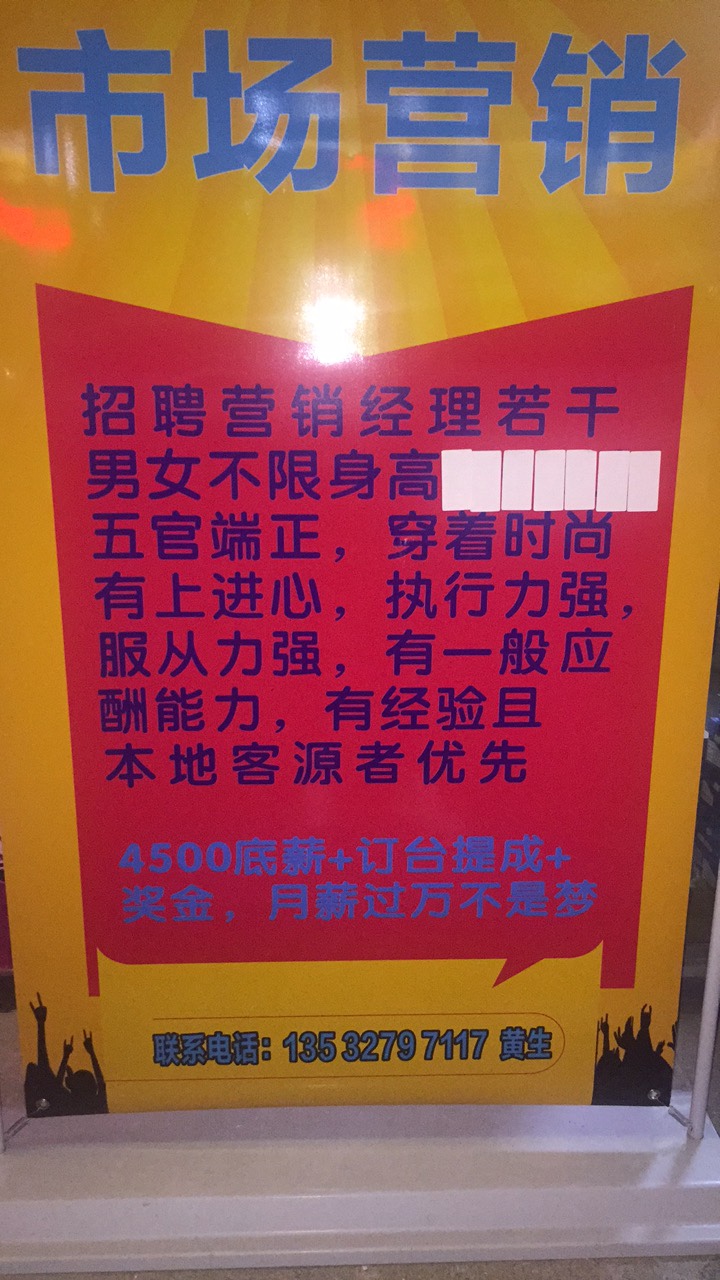 市场营销
招聘营销经理若干
男女不限身高
五官端正，穿着时尚
有上进心，执行力强，
服从力强，有一般应
酬能力，有经验且
本地客源者优先
4500底薪+订台提成+
奖金，月薪过万不是梦
联系电话：135 3279 7117 黄生